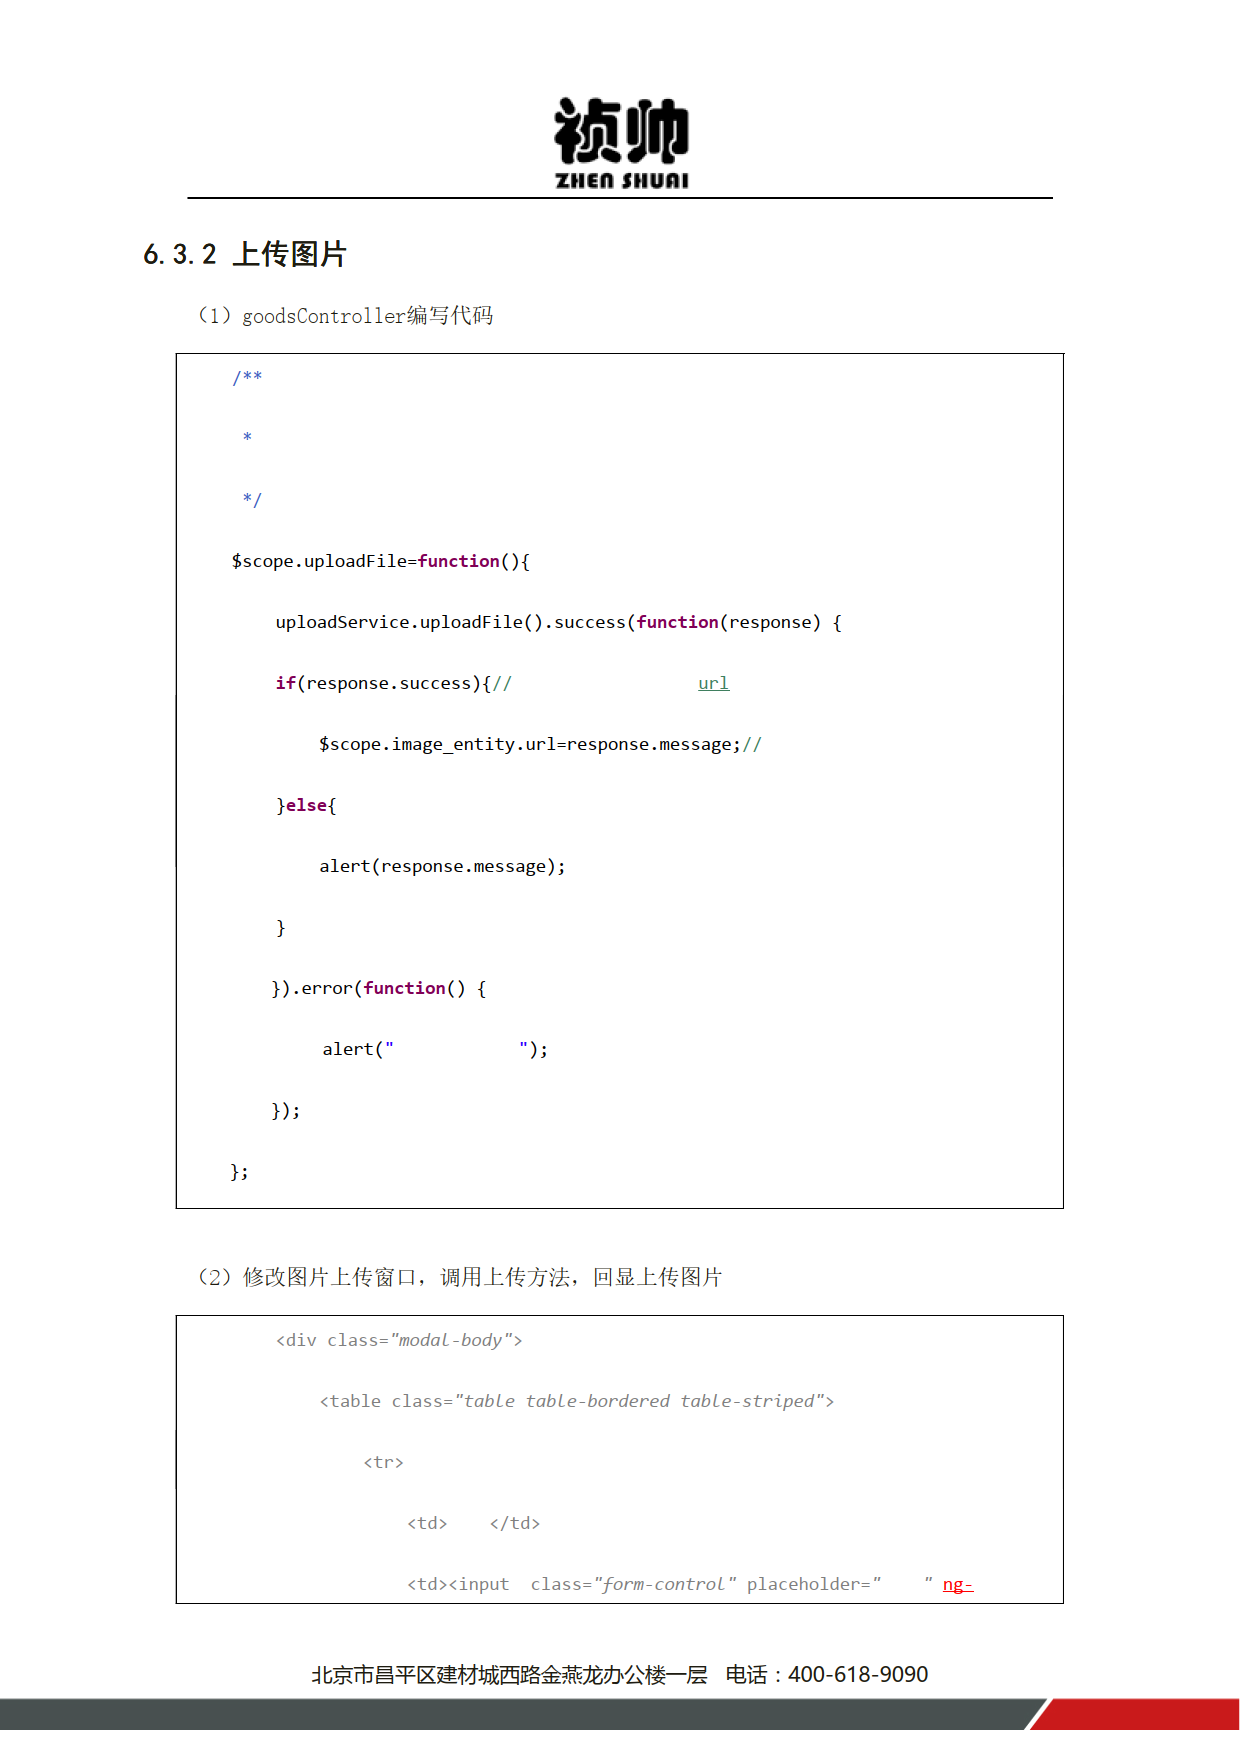 祯帅
ZHEN SHUAI
6.3.2 上传图片
（1）goodsController编写代码
/**
*
*/
$scope.uploadFile=function(){
uploadService.uploadFile().success(function(response) {
if(response.success){// url
$scope.image_entity.url=response.message;//
}else{
alert(response.message);
}
}).error(function() {
alert(" ");
});
};
（2）修改图片上传窗口，调用上传方法，回显上传图片
<div class="modal-body">
<table class="table table-bordered table-striped">
<tr>
<td> </td>
<td><input class="form-control" placeholder=" " ng-
北京市昌平区建材城西路金燕龙办公楼一层 电话：400-618-9090